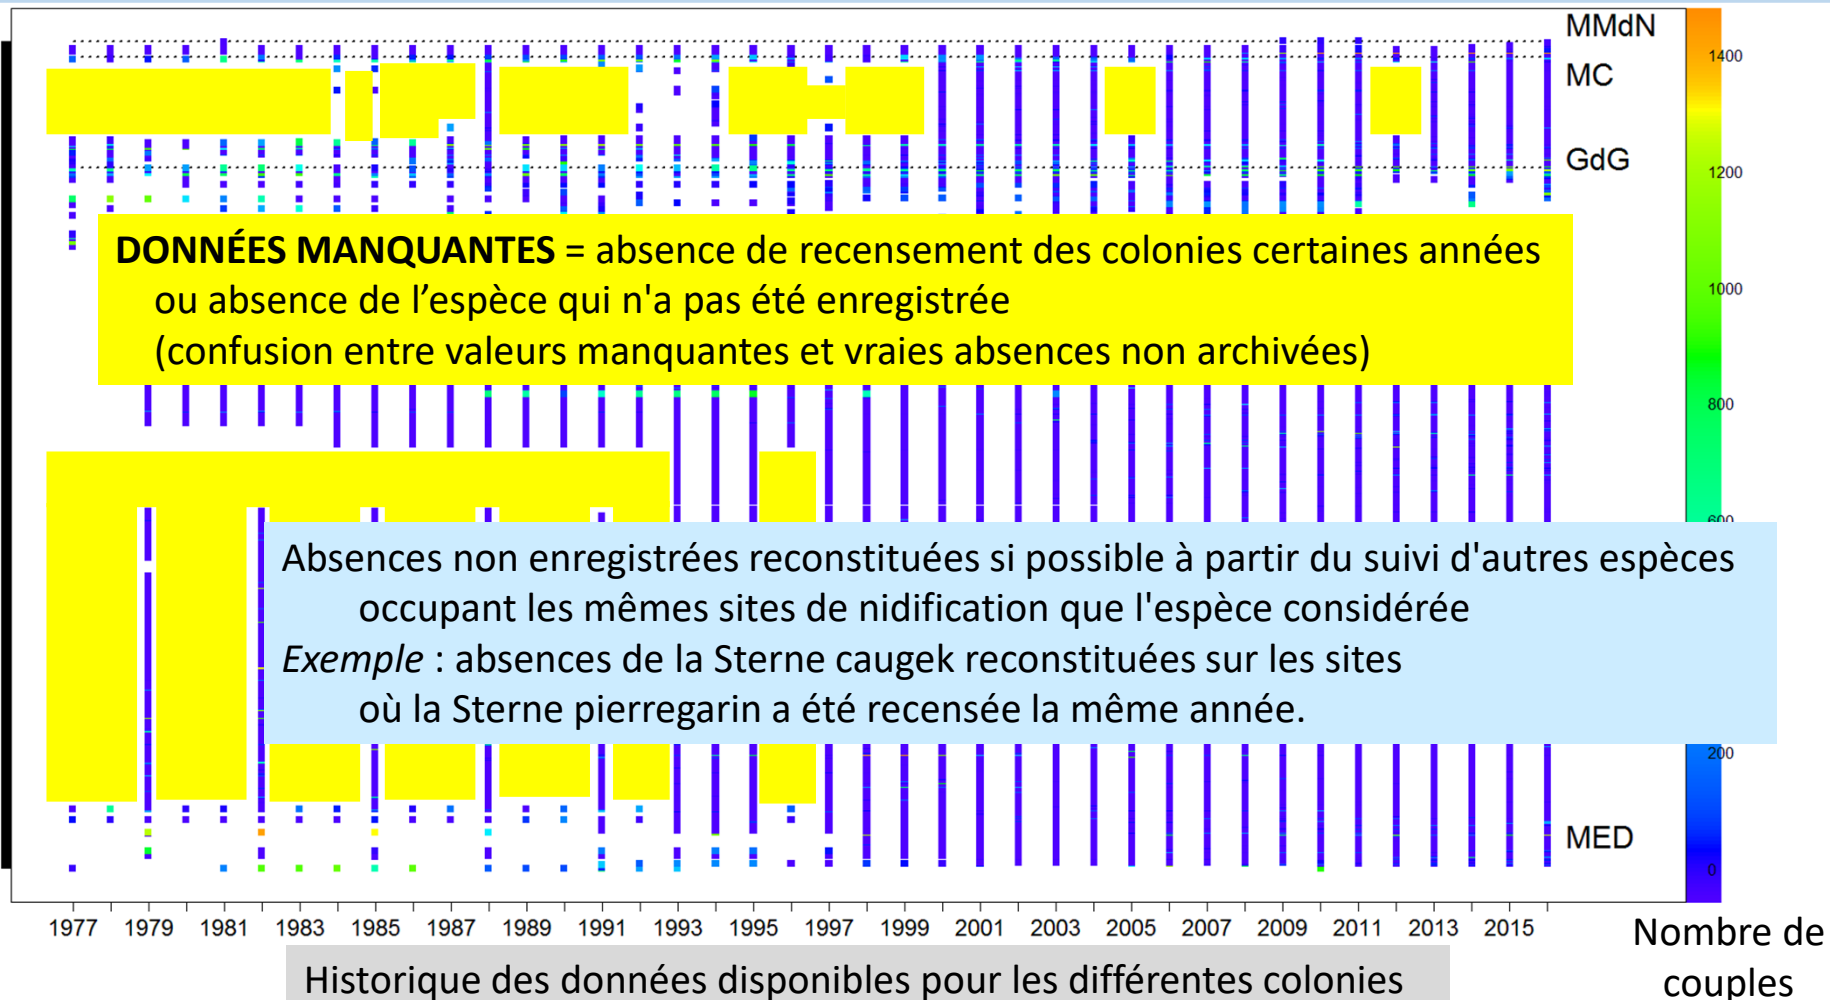 MMdN
MC
GdG
DONNÉES MANQUANTES = absence de recensement des colonies certaines années
ou absence de l’espèce qui n'a pas été enregistrée
(confusion entre valeurs manquantes et vraies absences non archivées)
Absences non enregistrées reconstituées si possible à partir du suivi d'autres espèces
occupant les mêmes sites de nidification que l'espèce considérée
Exemple : absences de la Sterne caugek reconstituées sur les sites
où la Sterne pierregarin a été recensée la même année.
MED
1400
1200
1000
800
600
200
0
1977 1979 1981 1983 1985 1987 1989 1991 1993 1995 1997 1999 2001 2003 2005 2007 2009 2011 2013 2015
Nombre de
couples
Historique des données disponibles pour les différentes colonies